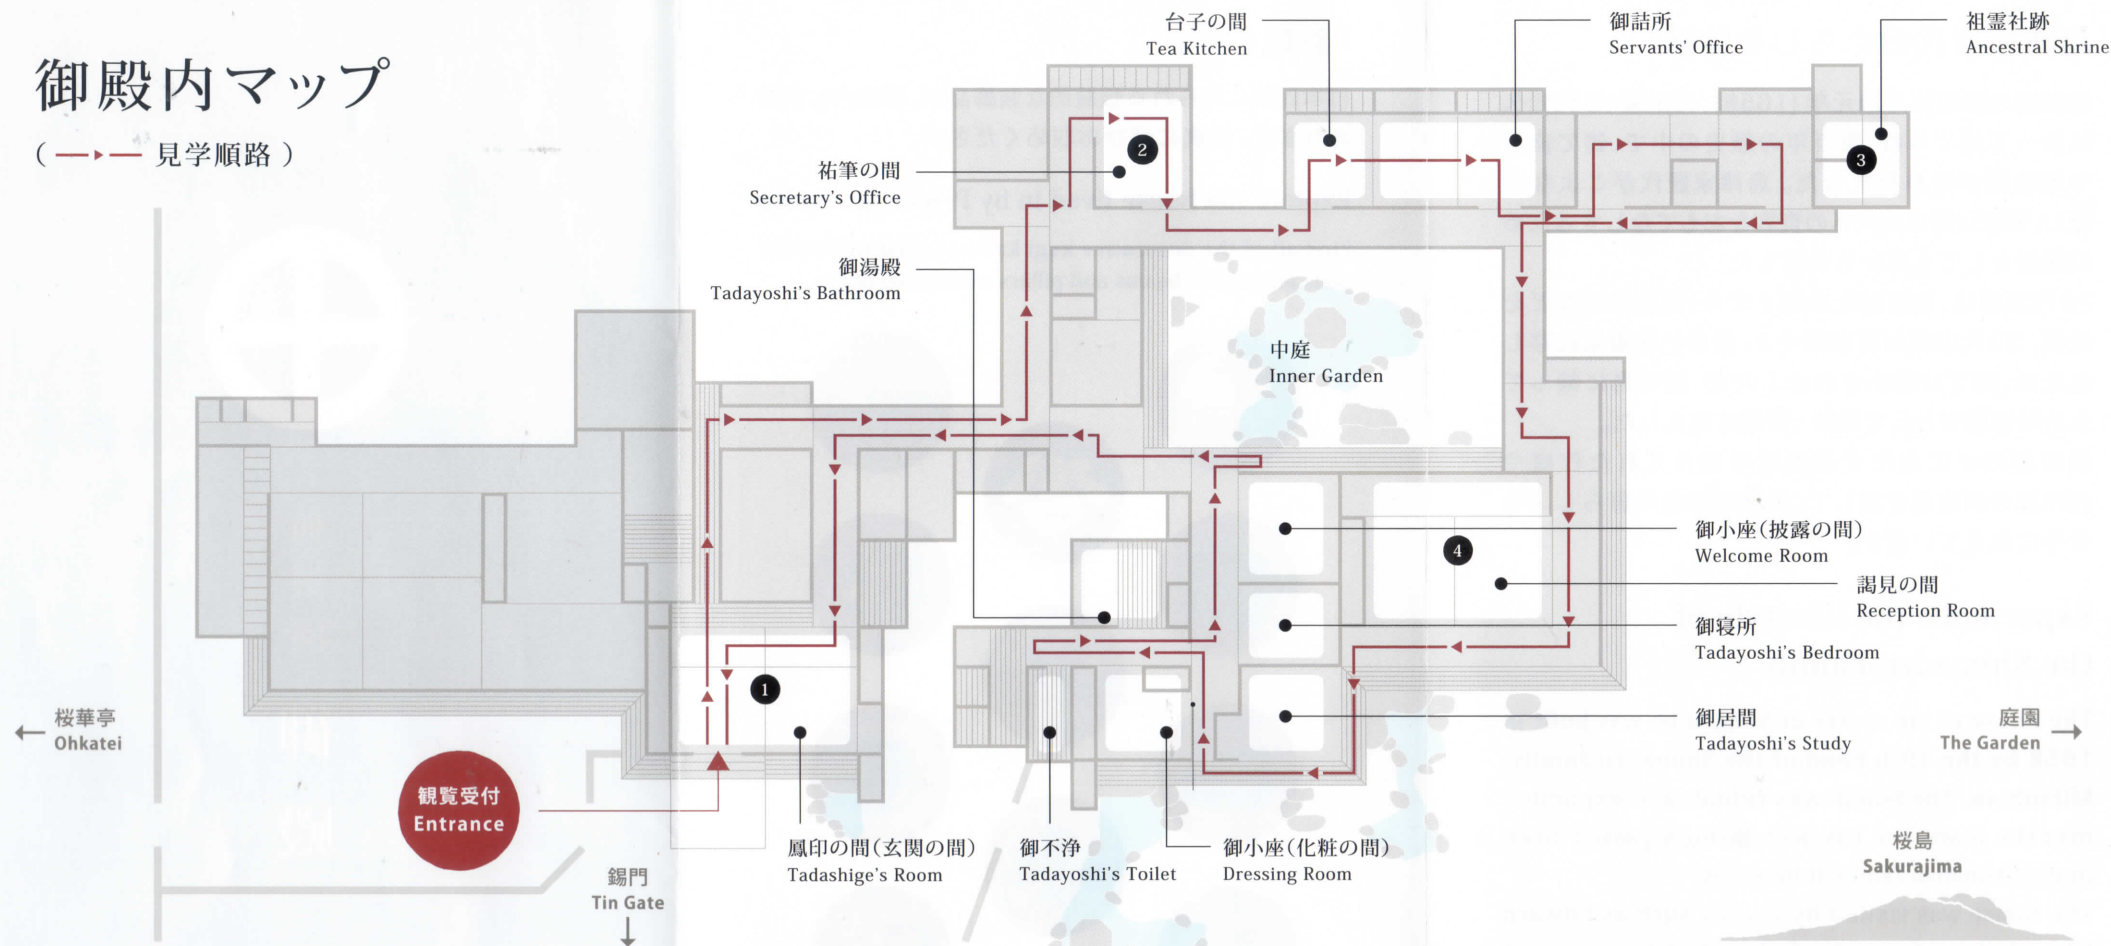 御殿内マップ
( 見学順路 )
台子の間
Tea Kitchen
御詰所
Servants' Office
祖霊社跡
Ancestral Shrine
祐筆の間
Secretary's Office
2
3
御湯殿
Tadayoshi's Bathroom
中庭
Inner Garden
御小座(披露の間)
Welcome Room
4
謁見の間
Reception Room
御寝所
Tadayoshi's Bedroom
1
御居間
Tadayoshi's Study
桜華亭
Ohkatei
庭園
The Garden
観覧受付
Entrance
鳳印の間(玄関の間)
Tadashige's Room
御不浄
Tadayoshi's Toilet
御小座(化粧の間)
Dressing Room
錫門
Tin Gate
桜島
Sakurajima